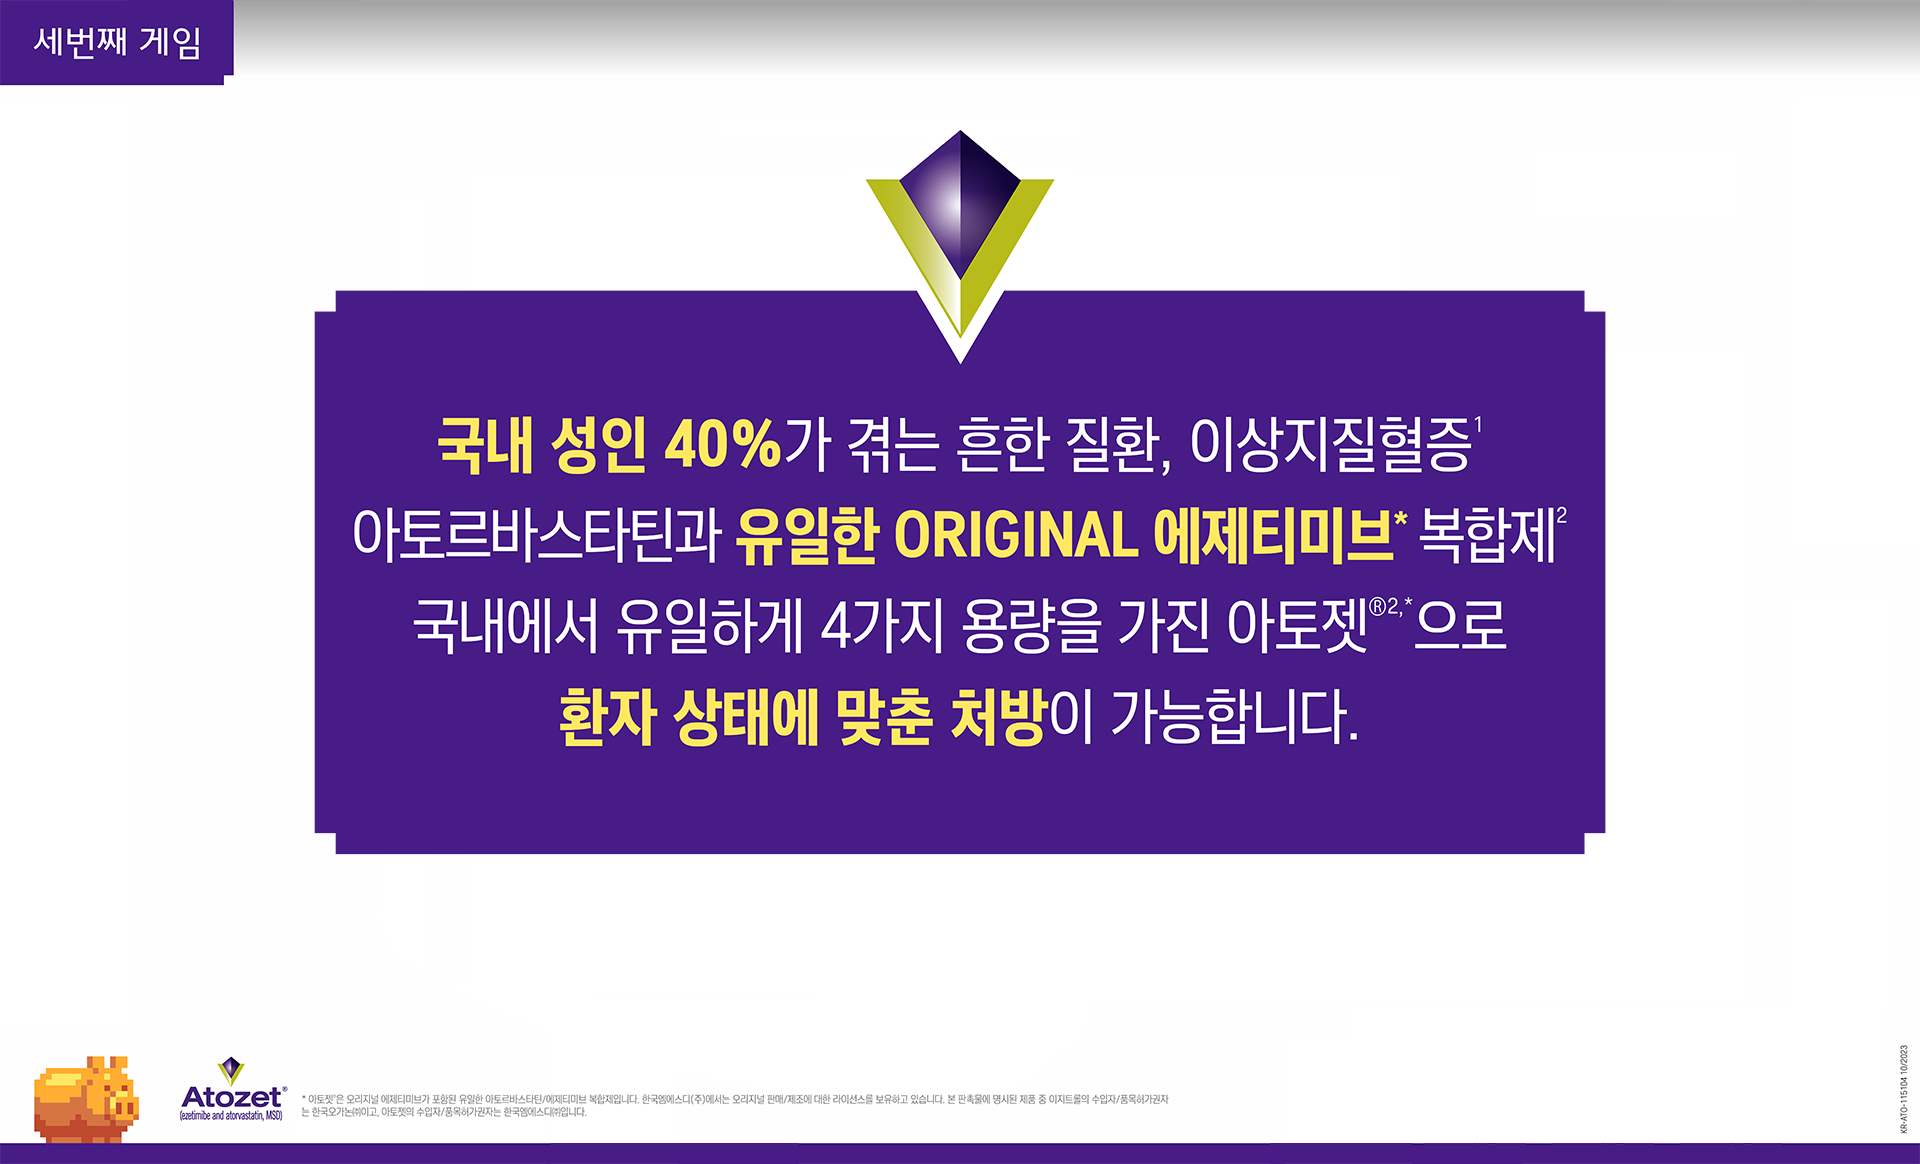 세번째 게임
국내 성인 40%가 겪는 흔한 질환, 이상지질혈증1
아토르바스타틴과 유일한 ORIGINAL 에제티미브* 복합제2
국내에서 유일하게 4가지 용량을 가진 아토젯®2,*으로
환자 상태에 맞춘 처방이 가능합니다.
Atozet®
(ezetimibe and atorvastatin, MSD)
* 아토젯®은 오리지널 에제티미브가 포함된 유일한 아토르바스타틴/에제티미브 복합제입니다. 한국엠에스디(주)에서는 오리지널 판매/제조에 대한 라이선스를 보유하고 있습니다. 본 판촉물에 명시된 제품 중 이지트롤의 수입자/품목허가권자
는 한국오가논㈜이고, 아토젯의 수입자/품목허가권자는 한국엠에스디㈜입니다.
KR-ATO-115104 10/2023